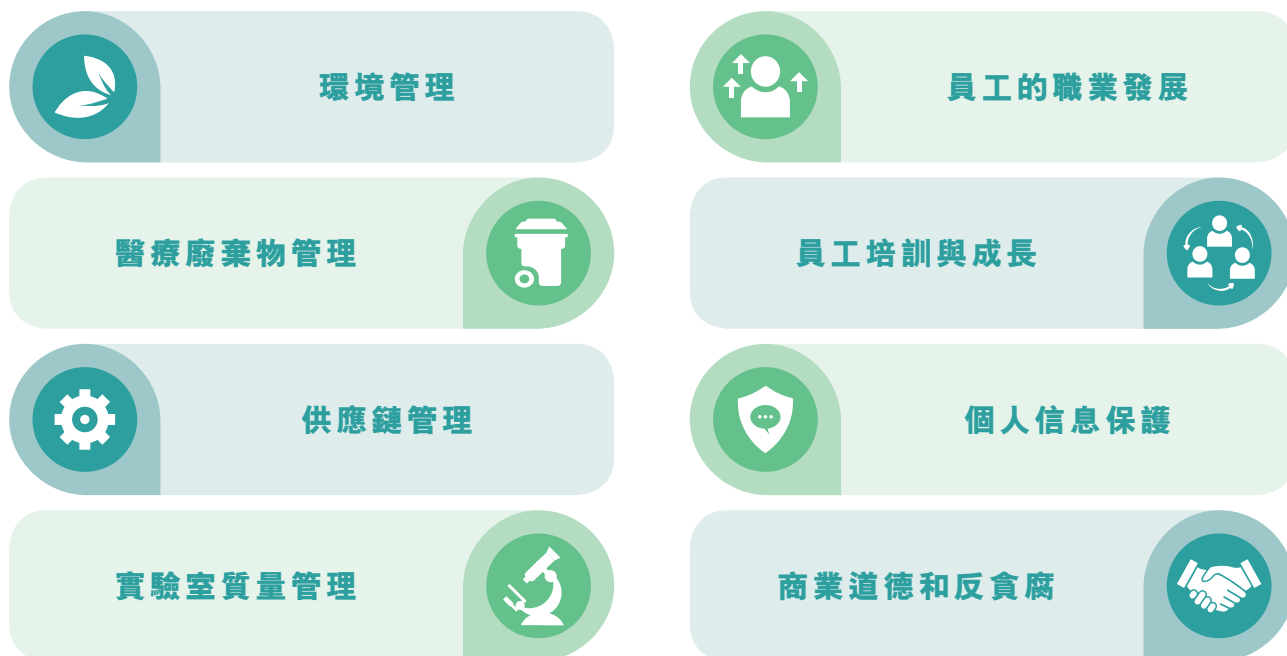 環境管理
員工的職業發展
醫療廢棄物管理
員工培訓與成長
供應鏈管理
個人信息保護
實驗室質量管理
商業道德和反貪腐